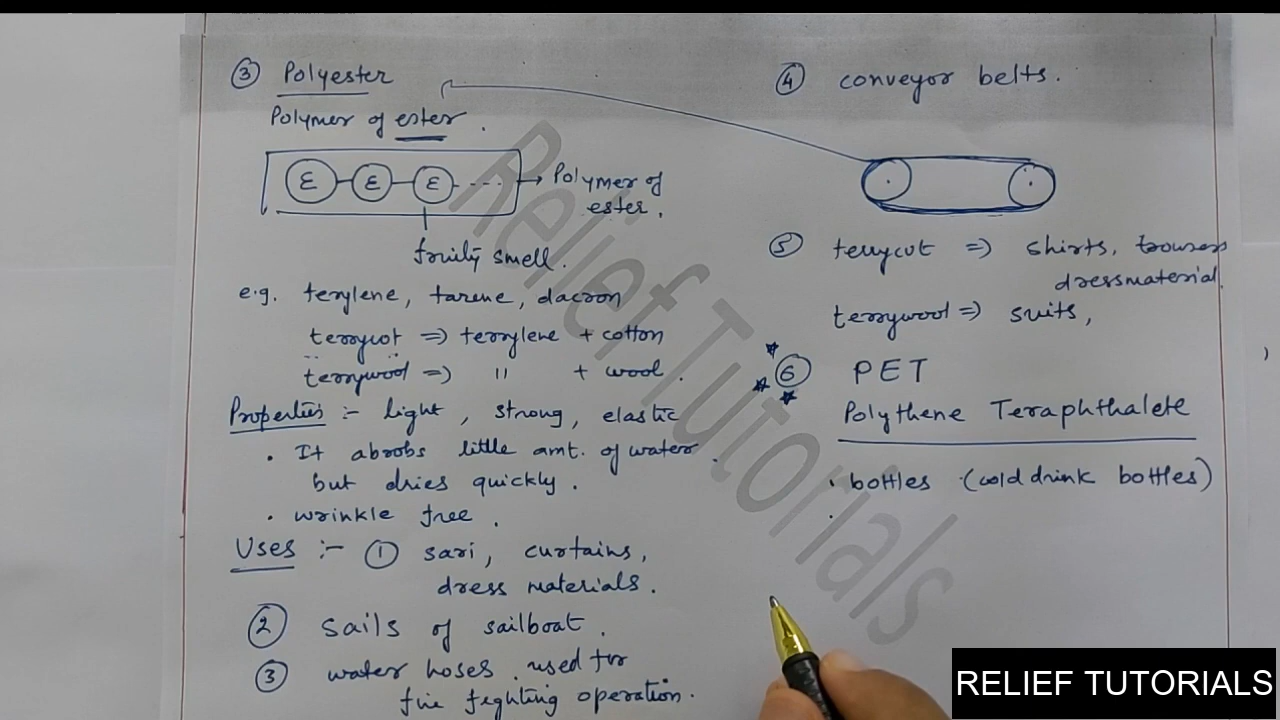 ③ Polyester
Polymer of ester.
ε ε ε
Polymer of
ester.
fruity smell.
e.g. terylene, tarene, dacron
terrycot => terrylene + cotton
terrywool => 11 + wool.
Properties :- light, strong, elastic
• It abrobs little amt. of water.
but dries quickly.
• wrinkle free.
Uses :- ① sari, curtains,
dress materials.
② sails of sailboat.
③ water hoses used for
fire fighting operation.
④ conveyor belts.
⑤ terrycot => shirts, trousers
dressmaterial.
terrywool => suits,
⑥ PET
Polythene Teraphthalete
• bottles (cold drink bottles)
•
Relief Tutorials
RELIEF TUTORIALS